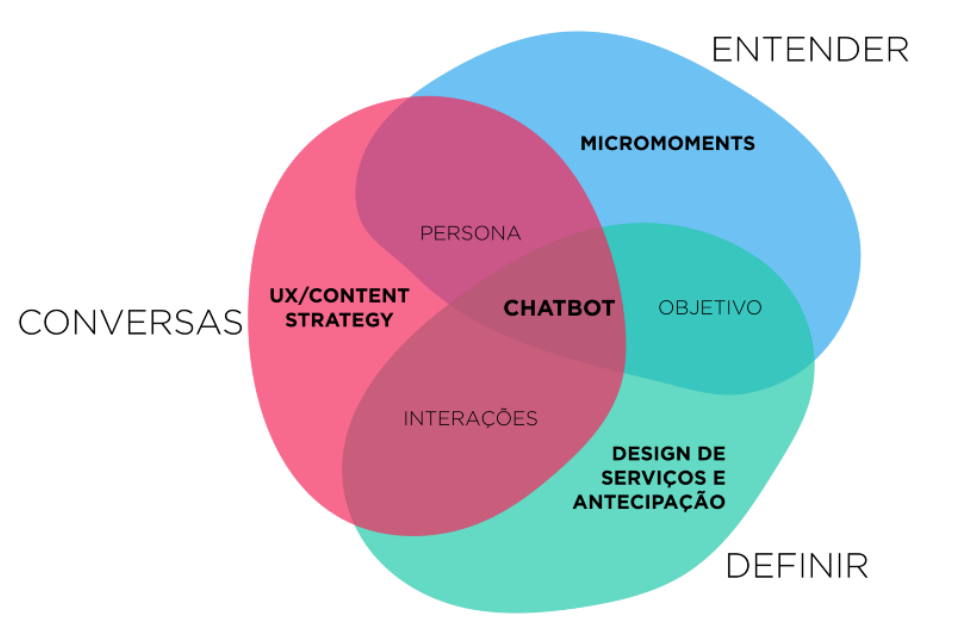 ENTENDER
MICROMOMENTS
PERSONA
UX/CONTENT
STRATEGY
CHATBOT
OBJETIVO
CONVERSAS
INTERAÇÕES
DESIGN DE
SERVIÇOS E
ANTECIPAÇÃO
DEFINIR